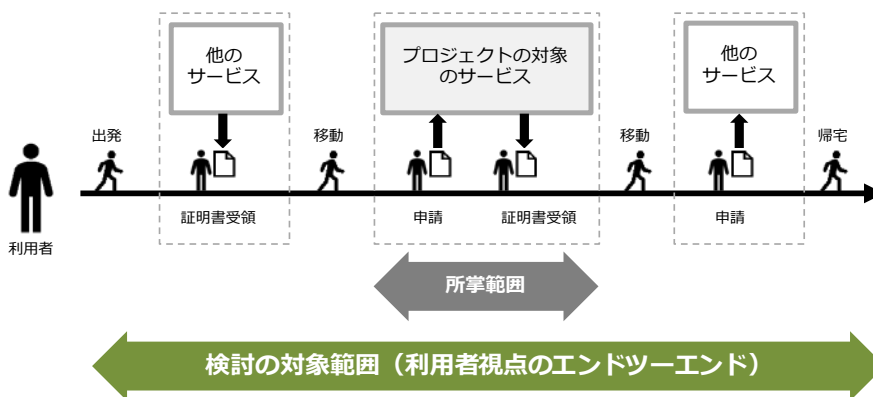 他の
サービス
プロジェクトの対象
のサービス
他の
サービス
出発
移動
移動
帰宅
利用者
証明書受領
申請
証明書受領
申請
所掌範囲
検討の対象範囲（利用者視点のエンドツーエンド）